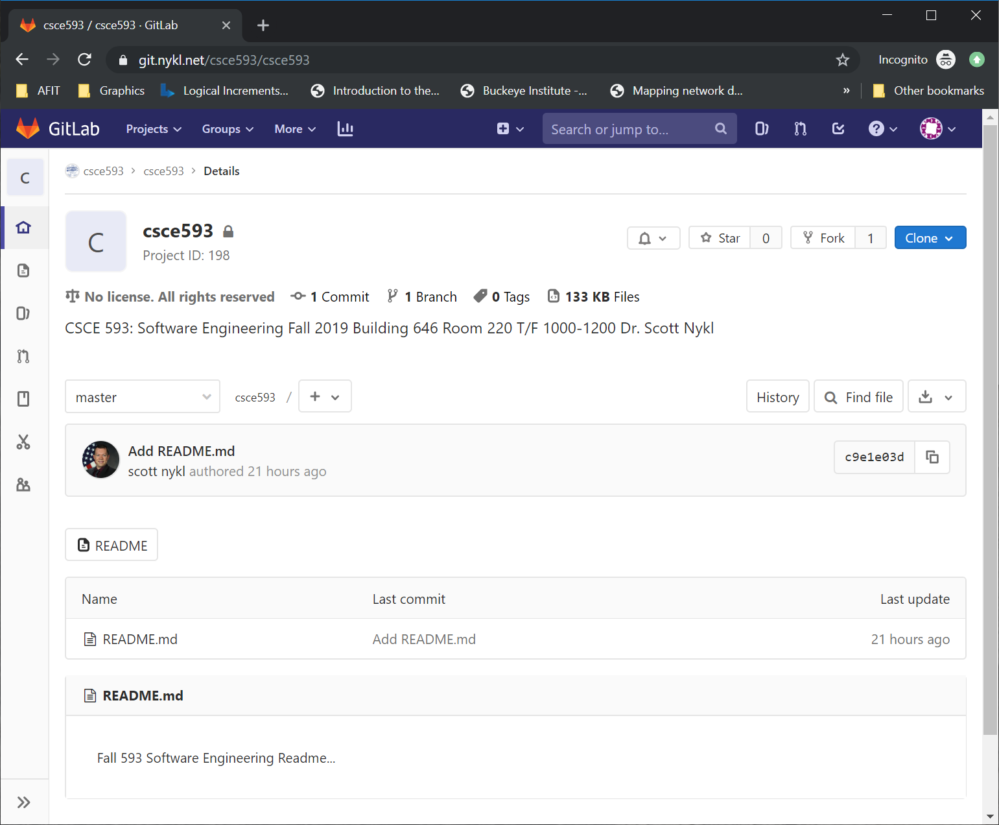 csce593 / csce593 · GitLab
git.nykl.net/csce593/csce593
Incognito
AFIT
Graphics
Logical Increments...
Introduction to the...
Buckeye Institute -...
Mapping network d...
»
Other bookmarks
GitLab
Projects
Groups
More
Search or jump to...
C
csce593 > csce593 > Details
C
csce593
Project ID: 198
Star 0
Fork 1
Clone
No license. All rights reserved
1 Commit
1 Branch
0 Tags
133 KB Files
CSCE 593: Software Engineering Fall 2019 Building 646 Room 220 T/F 1000-1200 Dr. Scott Nykl
master
csce593 /
+
History
Find file
Add README.md
scott nykl authored 21 hours ago
c9e1e03d
README
Name Last commit Last update
README.md Add README.md 21 hours ago
README.md
Fall 593 Software Engineering Readme...